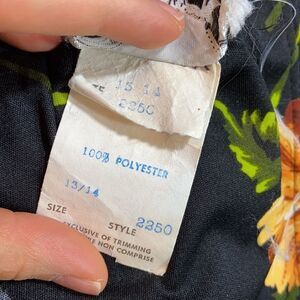 13 14
2250
100% POLYESTER
13/14
SIZE STYLE 2250
EXCLUSIVE OF TRIMMING
NON COMPRISE